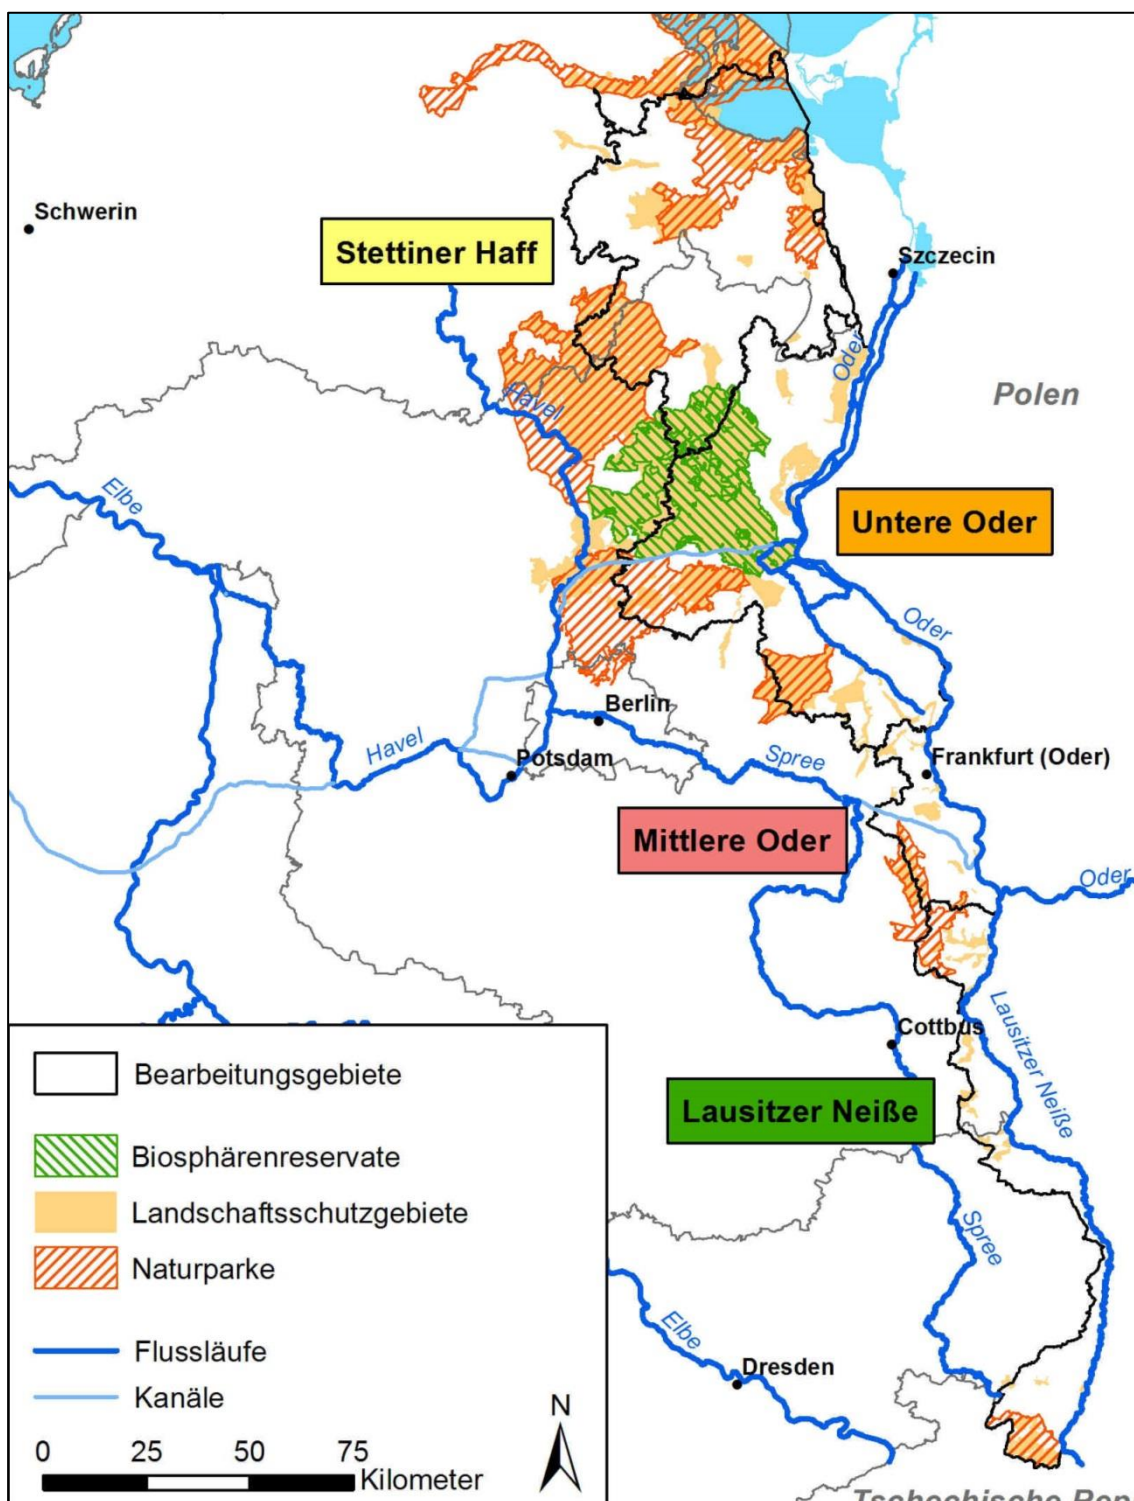 Schwerin
Stettiner Haff
Szczecin
Oder
Polen
Havel
Elbe
Untere Oder
Oder
Berlin
Havel
Potsdam
Spree
Frankfurt (Oder)
Mittlere Oder
Oder
Lausitzer Neiße
Cottbus
Lausitzer Neiße
Spree
Elbe
Dresden
Bearbeitungsgebiete
Biosphärenreservate
Landschaftsschutzgebiete
Naturparke
Flussläufe
Kanäle
N
0 25 50 75
Kilometer
Tschechische Rep